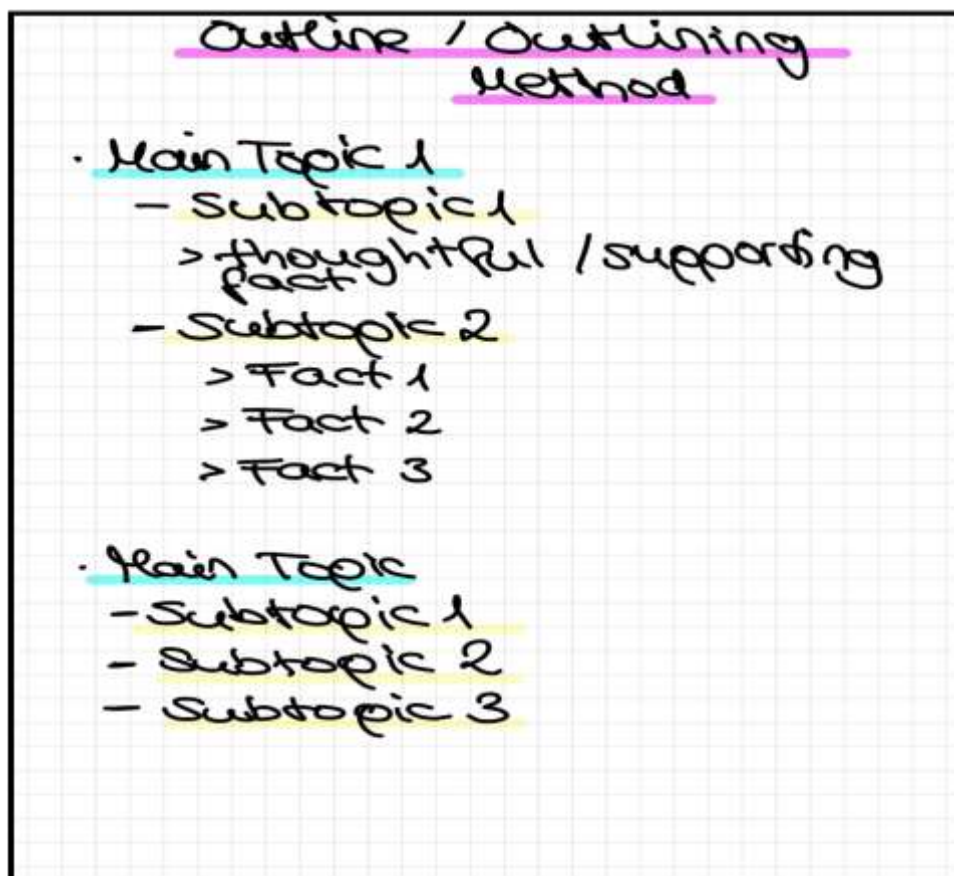 Outline / Outlining
Method
· Main Topic 1
- Subtopic 1
> thoughtful / supporting
fact
- Subtopic 2
> Fact 1
> Fact 2
> Fact 3
· Main Topic
- Subtopic 1
- Subtopic 2
- Subtopic 3